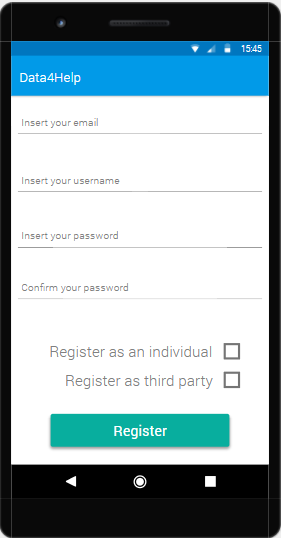 15:45
Data4Help
Insert your email
Insert your username
Insert your password
Confirm your password
Register as an individual
Register as third party
Register